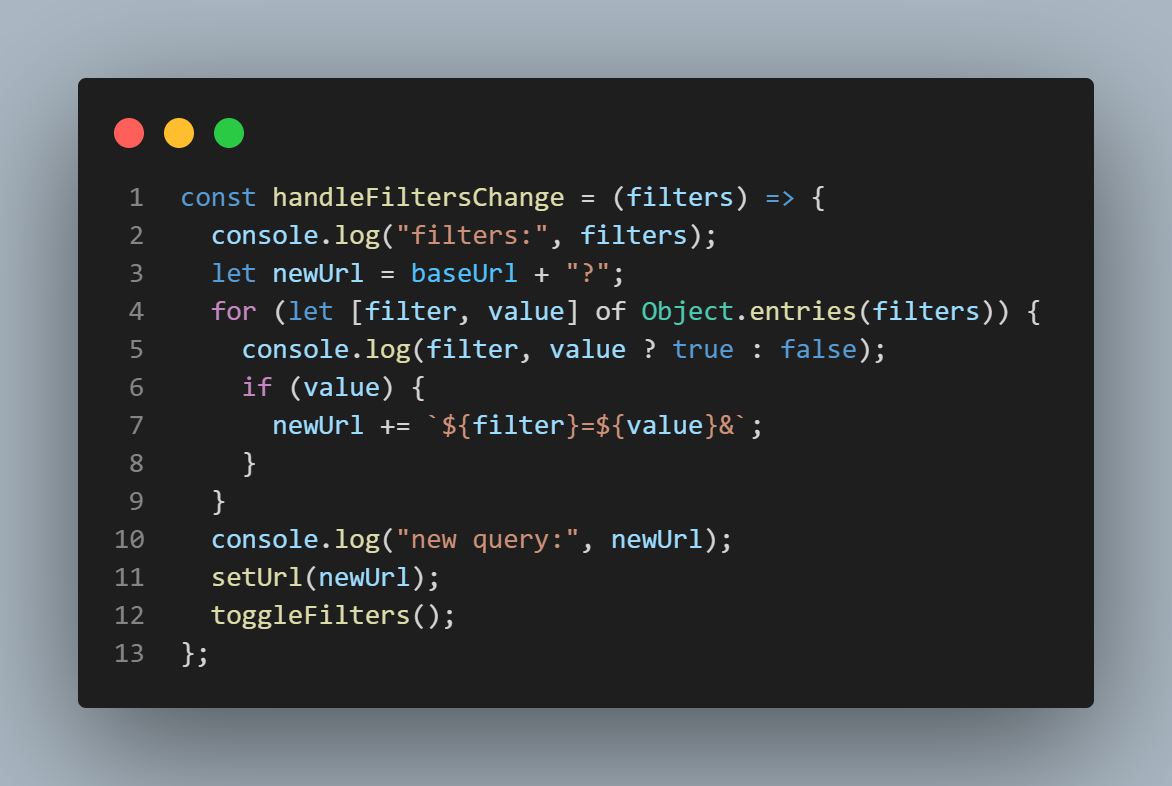 1 const handleFiltersChange = (filters) => {
2   console.log("filters:", filters);
3   let newUrl = baseUrl + "?";
4   for (let [filter, value] of Object.entries(filters)) {
5     console.log(filter, value ? true : false);
6     if (value) {
7       newUrl += `${filter}=${value}&`;
8     }
9   }
10   console.log("new query:", newUrl);
11   setUrl(newUrl);
12   toggleFilters();
13 };